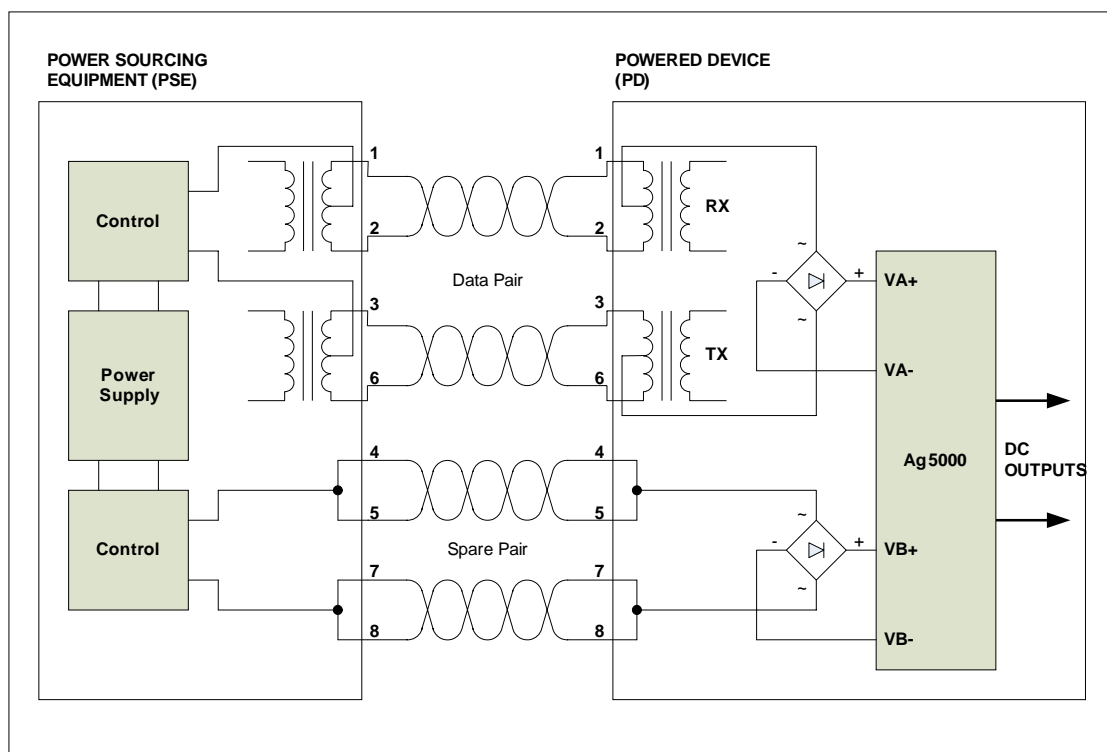 POWER SOURCING
EQUIPMENT (PSE)
POWERED DEVICE
(PD)
Control
Power
Supply
Control
1
2
3
6
4
5
7
8
Data Pair
Spare Pair
1
2
3
6
4
5
7
8
RX
TX
~
-
+
~
~
-
+
~
VA+
VA-
Ag5000
VB+
VB-
DC
OUTPUTS